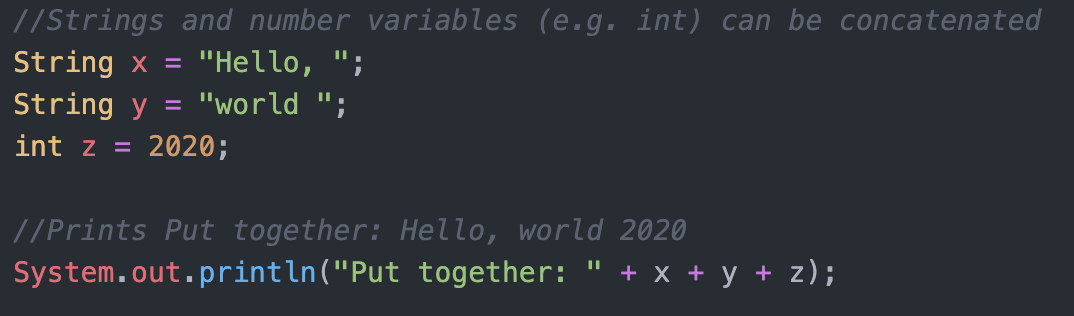 //Strings and number variables (e.g. int) can be concatenated
String x = "Hello, ";
String y = "world ";
int z = 2020;
//Prints Put together: Hello, world 2020
System.out.println("Put together: " + x + y + z);